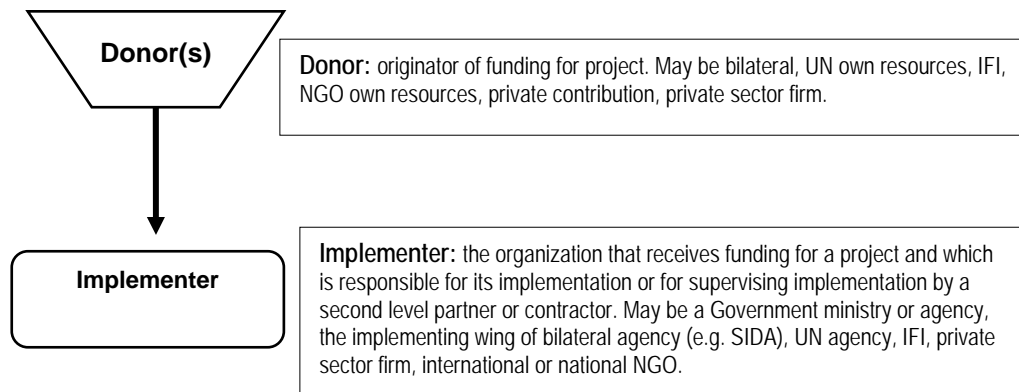 Donor(s)
Donor: originator of funding for project. May be bilateral, UN own resources, IFI,
NGO own resources, private contribution, private sector firm.
Implementer
Implementer: the organization that receives funding for a project and which
is responsible for its implementation or for supervising implementation by a
second level partner or contractor. May be a Government ministry or agency,
the implementing wing of bilateral agency (e.g. SIDA), UN agency, IFI, private
sector firm, international or national NGO.